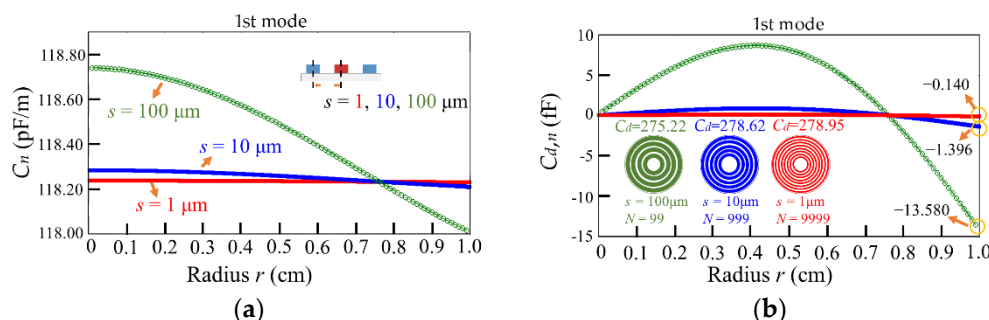 1st mode
118.80
118.60
118.40
118.20
118.00
Cn (pF/m)
s = 100 μm
s = 10 μm
s = 1 μm
s = 1, 10, 100 μm
0 0.1 0.2 0.3 0.4 0.5 0.6 0.7 0.8 0.9 1.0
Radius r (cm)
(a)
1st mode
10
5
0
-5
-10
-15
Cd,n (fF)
−0.140
−1.396
−13.580
Cd=275.22 Cd=278.62 Cd=278.95
s = 100μm s = 10μm s = 1μm
N = 99 N = 999 N = 9999
0 0.1 0.2 0.3 0.4 0.5 0.6 0.7 0.8 0.9 1.0
Radius r (cm)
(b)